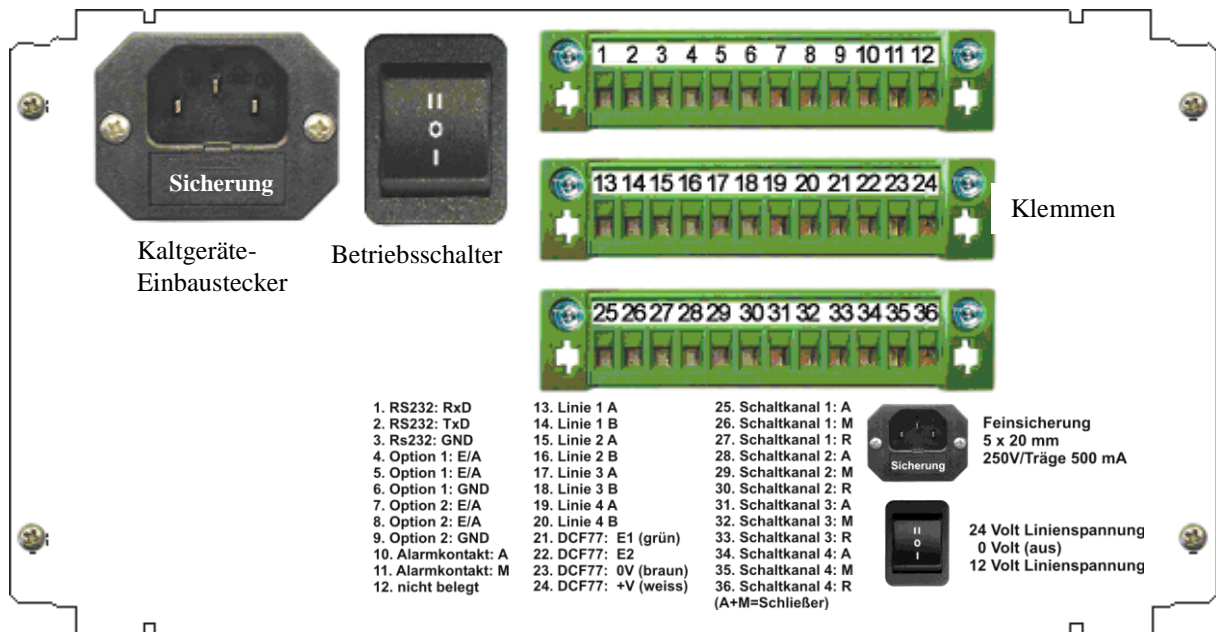 1 2 3 4 5 6 7 8 9 10 11 12
II
O
I
Sicherung
13 14 15 16 17 18 19 20 21 22 23 24
Klemmen
Kaltgeräte-
Einbaustecker
Betriebsschalter
25 26 27 28 29 30 31 32 33 34 35 36
1. RS232: RxD
2. RS232: TxD
3. Rs232: GND
4. Option 1: E/A
5. Option 1: E/A
6. Option 1: GND
7. Option 2: E/A
8. Option 2: E/A
9. Option 2: GND
10. Alarmkontakt: A
11. Alarmkontakt: M
12. nicht belegt
13. Linie 1 A
14. Linie 1 B
15. Linie 2 A
16. Linie 2 B
17. Linie 3 A
18. Linie 3 B
19. Linie 4 A
20. Linie 4 B
21. DCF77: E1 (grün)
22. DCF77: E2
23. DCF77: 0V (braun)
24. DCF77: +V (weiss)
25. Schaltkanal 1: A
26. Schaltkanal 1: M
27. Schaltkanal 1: R
28. Schaltkanal 2: A
29. Schaltkanal 2: M
30. Schaltkanal 2: R
31. Schaltkanal 3: A
32. Schaltkanal 3: M
33. Schaltkanal 3: R
34. Schaltkanal 4: A
35. Schaltkanal 4: M
36. Schaltkanal 4: R
(A+M=Schließer)
Sicherung
Feinsicherung
5 x 20 mm
250V/Träge 500 mA
II
O
I
24 Volt Linienspannung
0 Volt (aus)
12 Volt Linienspannung